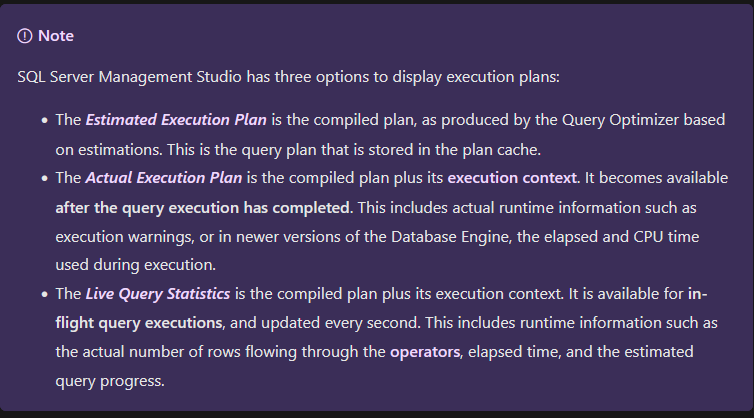 Note
SQL Server Management Studio has three options to display execution plans:
• The Estimated Execution Plan is the compiled plan, as produced by the Query Optimizer based
on estimations. This is the query plan that is stored in the plan cache.
• The Actual Execution Plan is the compiled plan plus its execution context. It becomes available
after the query execution has completed. This includes actual runtime information such as
execution warnings, or in newer versions of the Database Engine, the elapsed and CPU time
used during execution.
• The Live Query Statistics is the compiled plan plus its execution context. It is available for in-
flight query executions, and updated every second. This includes runtime information such as
the actual number of rows flowing through the operators, elapsed time, and the estimated
query progress.